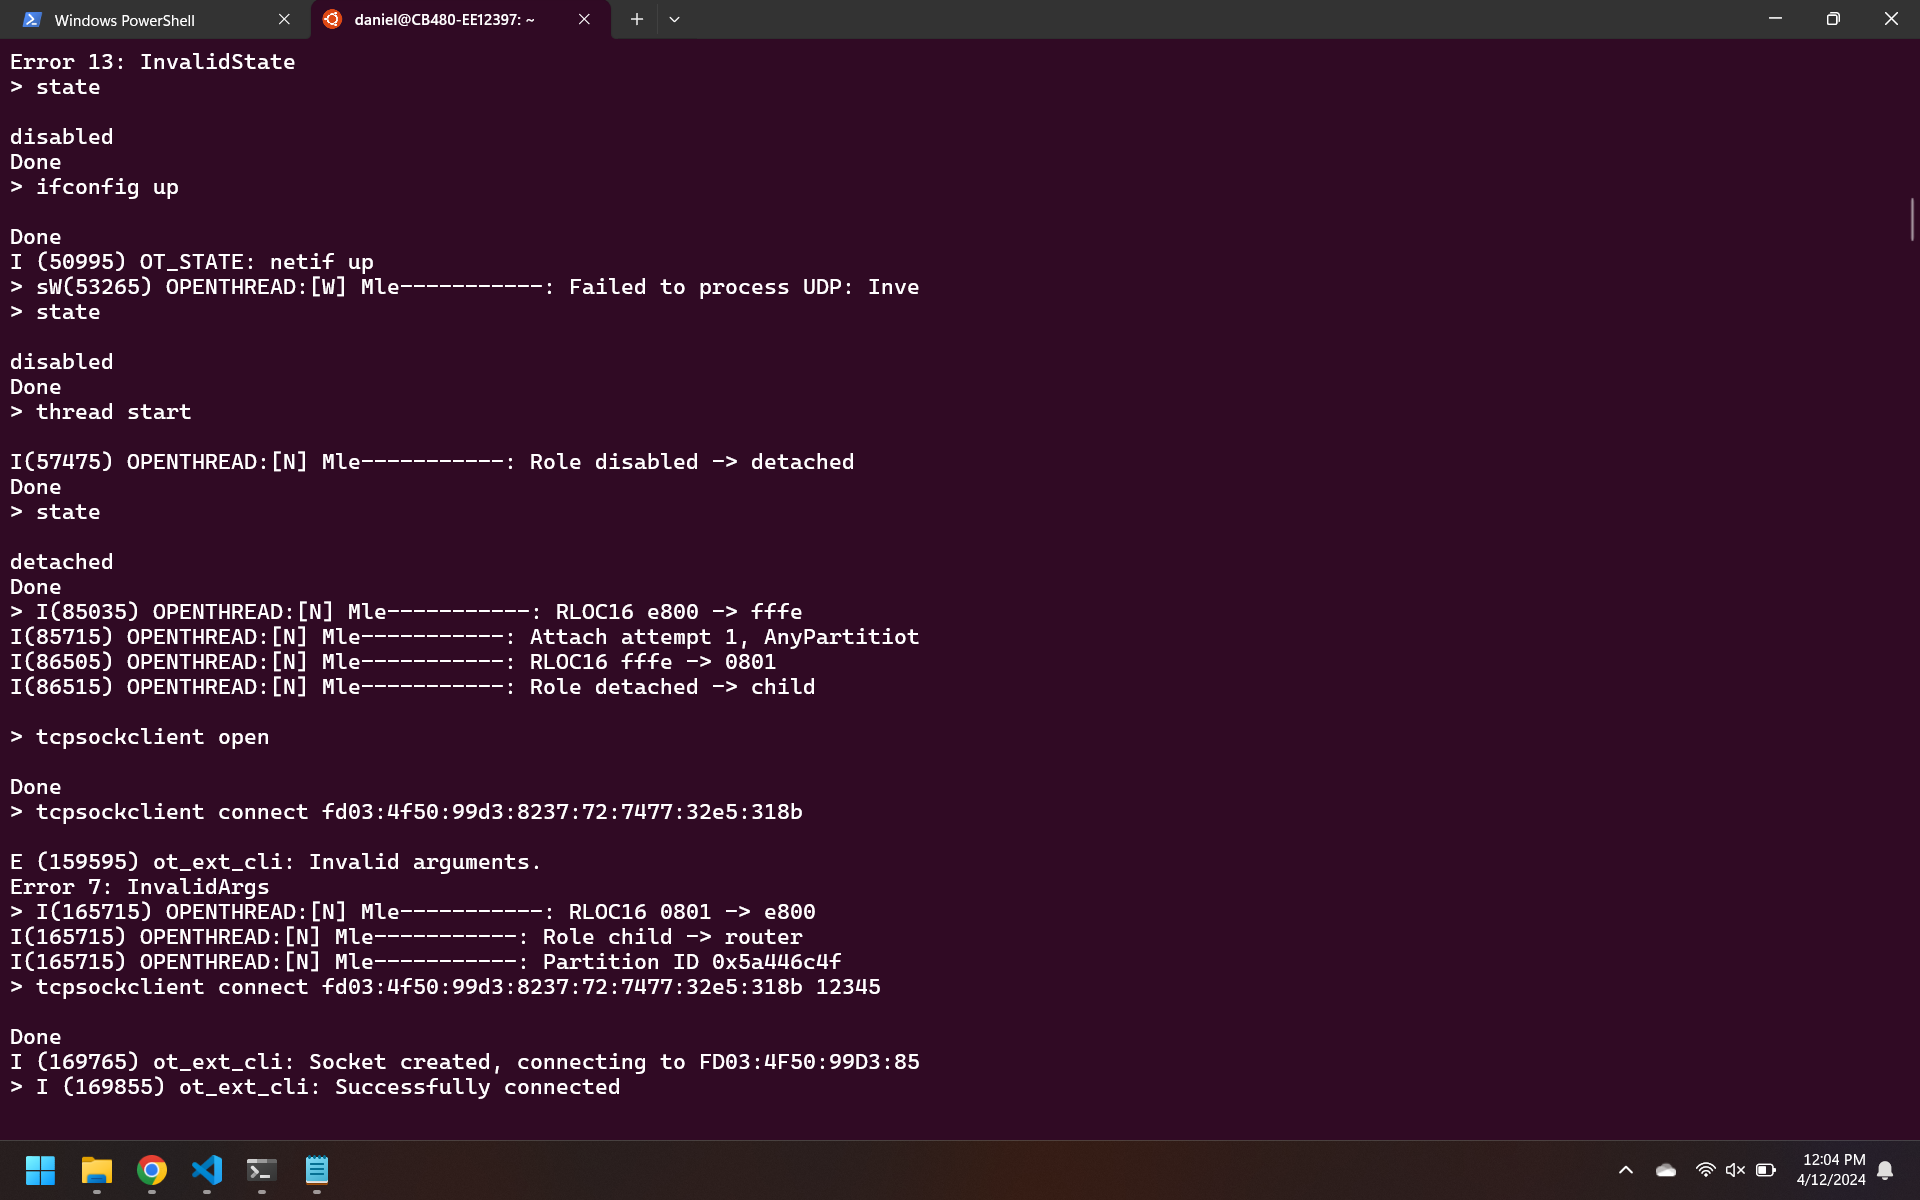 Windows PowerShell
daniel@CB480-EE12397: ~
Error 13: InvalidState
> state
disabled
Done
> ifconfig up
Done
I (50995) OT_STATE: netif up
> sW(53265) OPENTHREAD:[W] Mle-----------: Failed to process UDP: Inve
> state
disabled
Done
> thread start
I(57475) OPENTHREAD:[N] Mle-----------: Role disabled -> detached
Done
> state
detached
Done
> I(85035) OPENTHREAD:[N] Mle-----------: RLOC16 e800 -> fffe
I(85715) OPENTHREAD:[N] Mle-----------: Attach attempt 1, AnyPartitiot
I(86505) OPENTHREAD:[N] Mle-----------: RLOC16 fffe -> 0801
I(86515) OPENTHREAD:[N] Mle-----------: Role detached -> child
> tcpsockclient open
Done
> tcpsockclient connect fd03:4f50:99d3:8237:72:7477:32e5:318b
E (159595) ot_ext_cli: Invalid arguments.
Error 7: InvalidArgs
> I(165715) OPENTHREAD:[N] Mle-----------: RLOC16 0801 -> e800
I(165715) OPENTHREAD:[N] Mle-----------: Role child -> router
I(165715) OPENTHREAD:[N] Mle-----------: Partition ID 0x5a446c4f
> tcpsockclient connect fd03:4f50:99d3:8237:72:7477:32e5:318b 12345
Done
I (169765) ot_ext_cli: Socket created, connecting to FD03:4F50:99D3:85
> I (169855) ot_ext_cli: Successfully connected
12:04 PM
4/12/2024